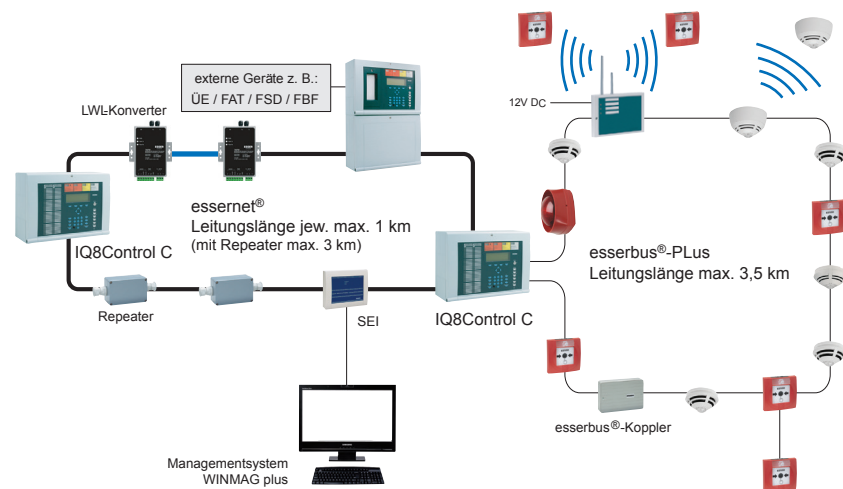 externe Geräte z. B.:
ÜE / FAT / FSD / FBF
LWL-Konverter
12V DC
essernet®
Leitungslänge jew. max. 1 km
(mit Repeater max. 3 km)
IQ8Control C
esserbus®-PLus
Leitungslänge max. 3,5 km
Repeater
SEI
IQ8Control C
esserbus®-Koppler
Managementsystem
WINMAG plus